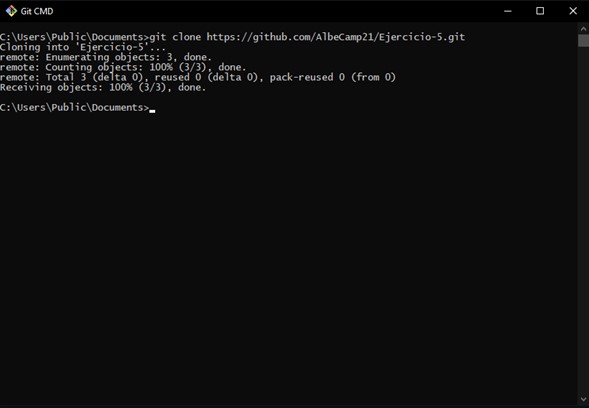 Git CMD
C:\Users\Public\Documents>git clone https://github.com/AlbeCamp21/Ejercicio-5.git
Cloning into 'Ejercicio-5'...
remote: Enumerating objects: 3, done.
remote: Counting objects: 100% (3/3), done.
remote: Total 3 (delta 0), reused 0 (delta 0), pack-reused 0 (from 0)
Receiving objects: 100% (3/3), done.
C:\Users\Public\Documents>